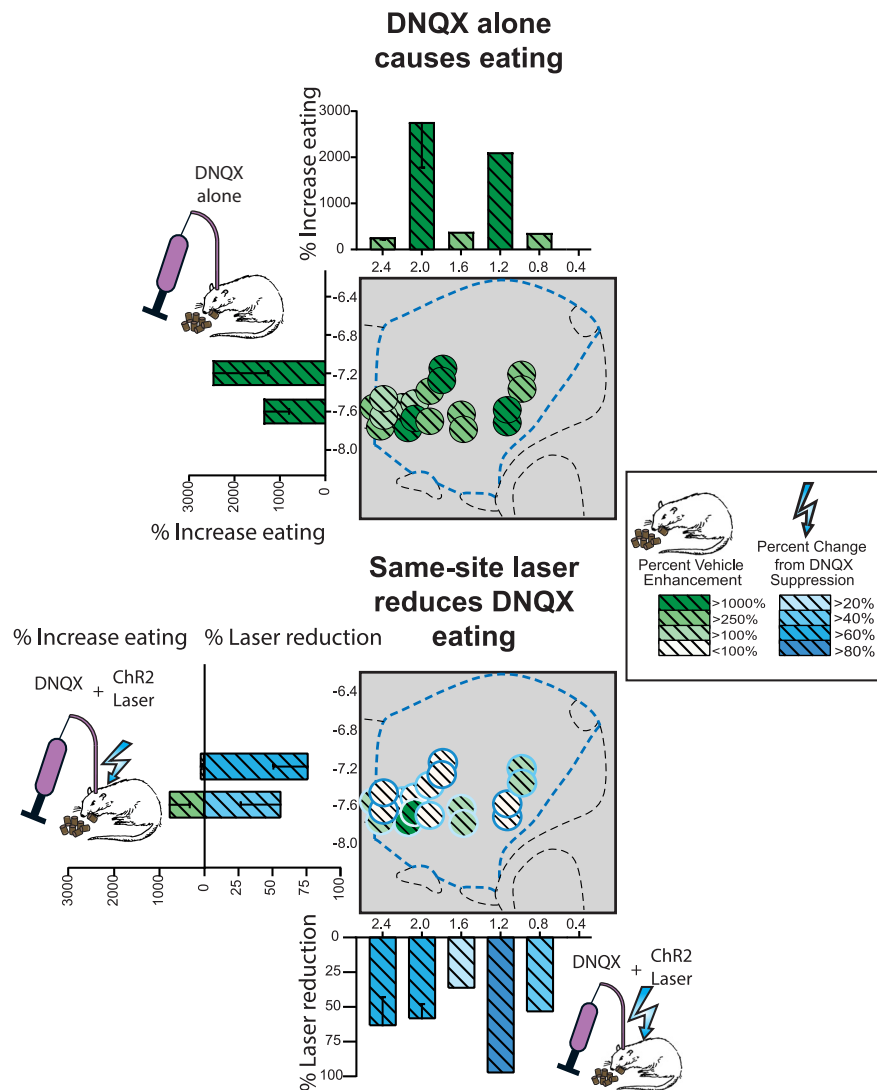 DNQX alone
causes eating
% Increase eating
3000
2000
1000
0
2.4 2.0 1.6 1.2 0.8 0.4
DNQX
alone
-6.4
-6.8
-7.2
-7.6
-8.0
3000 2000 1000 0
% Increase eating
Percent Vehicle
Enhancement
>1000%
>250%
>100%
<100%
Percent Change
from DNQX
Suppression
>20%
>40%
>60%
>80%
Same-site laser
reduces DNQX
eating
% Increase eating % Laser reduction
DNQX + ChR2
Laser
-6.4
-6.8
-7.2
-7.6
-8.0
3000 2000 1000 0 25 50 75 100
2.4 2.0 1.6 1.2 0.8 0.4
% Laser reduction
0
25
50
75
100
DNQX + ChR2
Laser